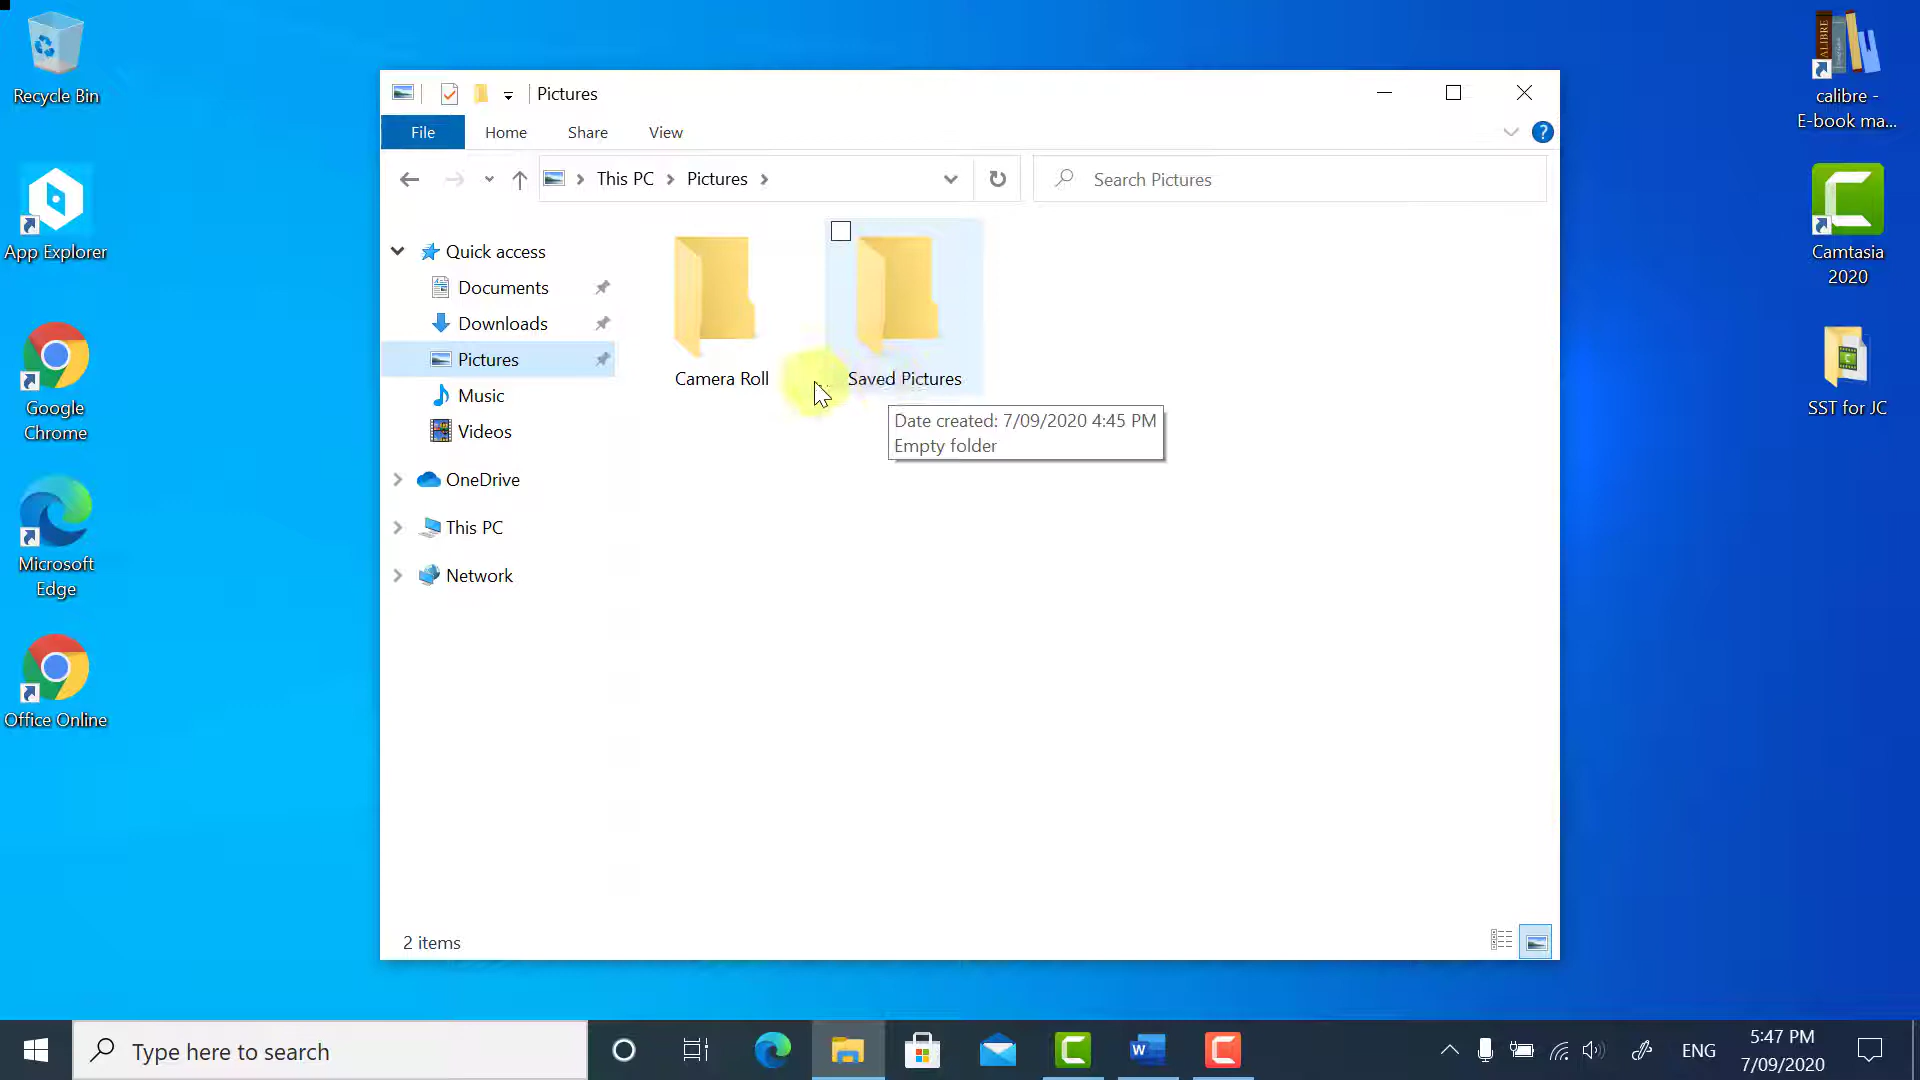 Recycle Bin
App Explorer
Google
Chrome
Microsoft
Edge
Office Online
Pictures
File
Home
Share
View
This PC
Pictures
Search Pictures
Quick access
Documents
Downloads
Pictures
Music
Videos
OneDrive
This PC
Network
Camera Roll
Saved Pictures
Date created: 7/09/2020 4:45 PM
Empty folder
2 items
CALIBRE
calibre -
E-book ma...
Camtasia
2020
SST for JC
Type here to search
W
ENG
5:47 PM
7/09/2020